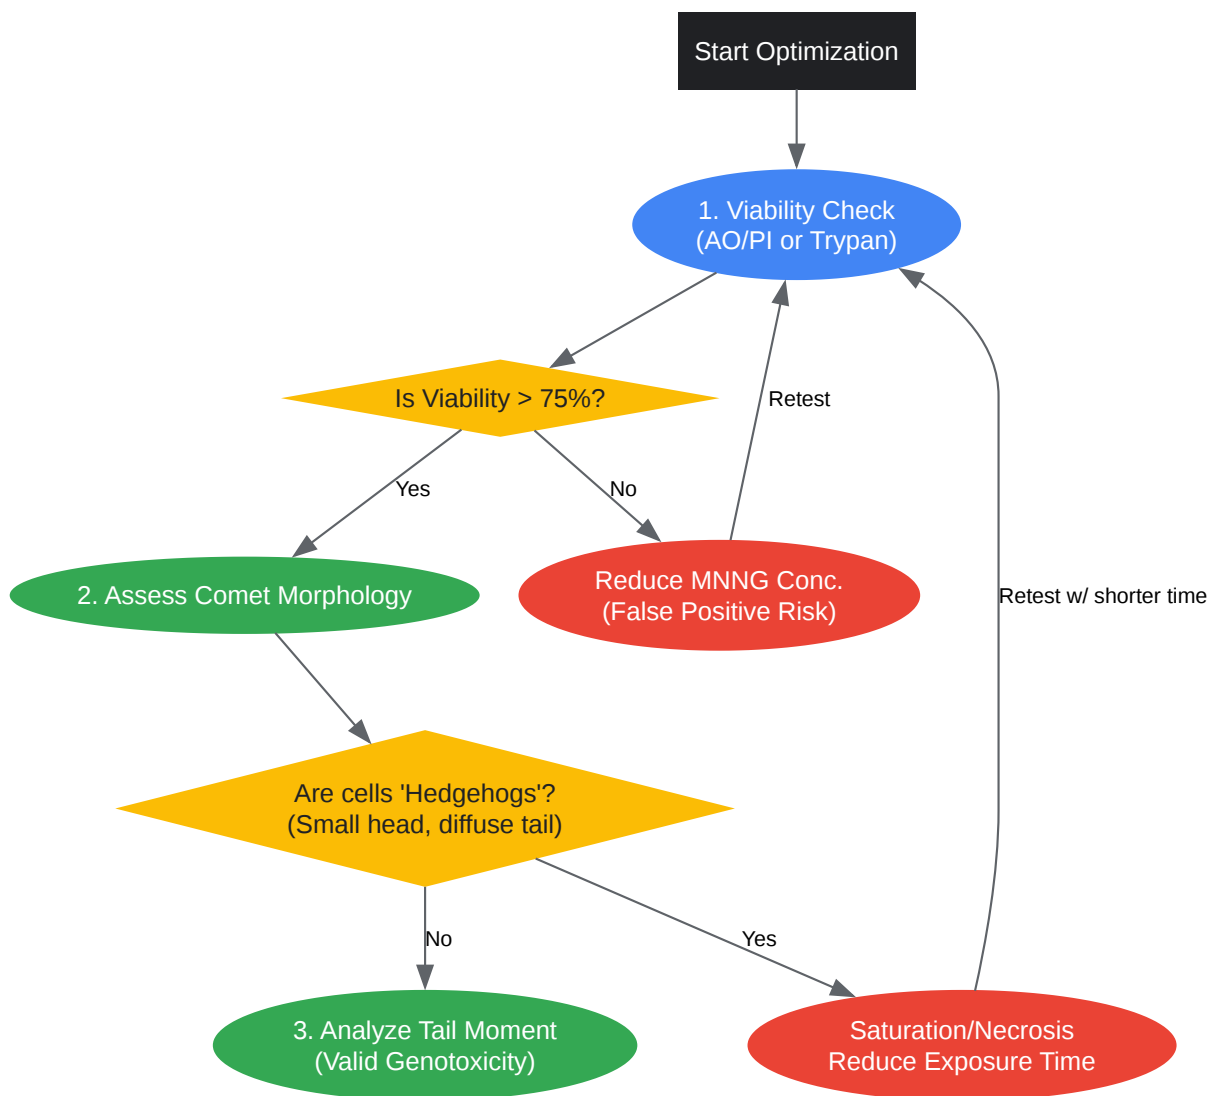 Start Optimization
1. Viability Check
(AO/PI or Trypan)
Is Viability > 75%?
Retest
Yes
No
2. Assess Comet Morphology
Reduce MNNG Conc.
(False Positive Risk)
Retest w/ shorter time
Are cells 'Hedgehogs'?
(Small head, diffuse tail)
No
Yes
3. Analyze Tail Moment
(Valid Genotoxicity)
Saturation/Necrosis
Reduce Exposure Time